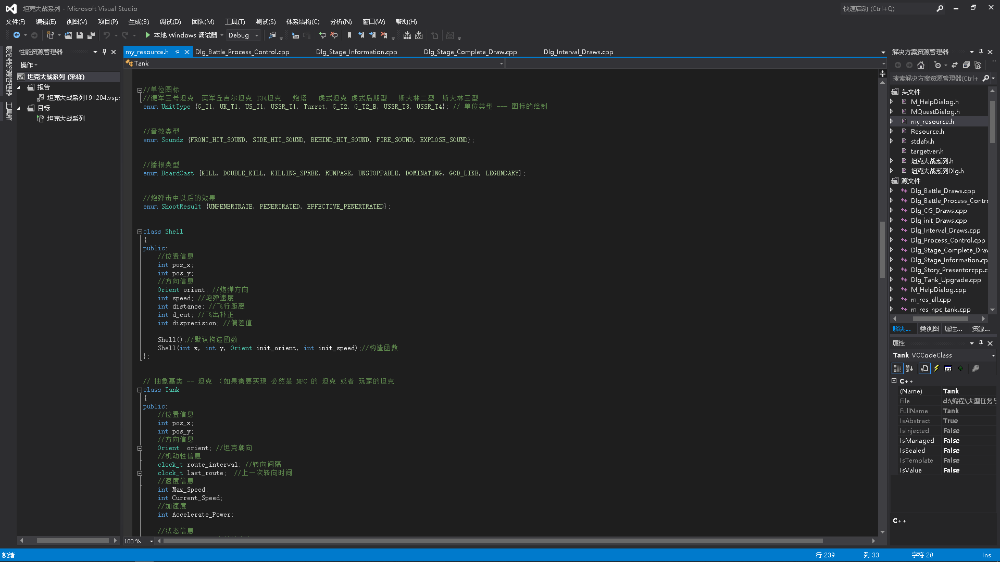 坦克大战系列 - Microsoft Visual Studio
快速启动 (Ctrl+Q)
文件(F) 编辑(E) 视图(V) 项目(P) 生成(B) 调试(D) 团队(M) 工具(T) 测试(S) 体系结构(C) 分析(N) 窗口(W) 帮助(H)
本地 Windows 调试器 Debug
服务器资源管理器
工具箱
性能资源管理器
操作
坦克大战系列 (采样)
报告
坦克大战系列191204.vsp
目标
坦克大战系列
my_resource.h Dlg_Battle_Process_Control.cpp Dlg_Stage_Information.cpp Dlg_Stage_Complete_Draw.cpp Dlg_Interval_Draws.cpp
Tank
//单位图标
//德军三号坦克 英军丘吉尔坦克 T34坦克 炮塔 虎式坦克 虎式后期型 斯大林二型 斯大林三型
enum UnitType {G_T1, UK_T1, US_T1, USSR_T1, Turret, G_T2, G_T2_B, USSR_T3, USSR_T4}; // 单位类型 --- 图标的绘制
//音效类型
enum Sounds {FRONT_HIT_SOUND, SIDE_HIT_SOUND, BEHIND_HIT_SOUND, FIRE_SOUND, EXPLOSE_SOUND};
//播报类型
enum BoardCast {KILL, DOUBLE_KILL, KILLING_SPREE, RUNPAGE, UNSTOPPABLE, DOMINATING, GOD_LIKE, LEGENDARY};
//炮弹击中以后的效果
enum ShootResult {UNPENERTRATE, PENERTRATED, EFFECTIVE_PENERTRATED};
class Shell
{
public:
//位置信息
int pos_x;
int pos_y;
//方向信息
Orient orient; //炮弹方向
int speed; //炮弹速度
int distance; //飞行距离
int d_cut; //飞出补正
int disprecision; //偏差值
Shell();//默认构造函数
Shell(int x, int y, Orient init_orient, int init_speed);//构造函数
};
// 抽象基类 -- 坦克 （如果需要实现 必然是 NPC 的 坦克 或者 玩家的坦克
class Tank
{
public:
//位置信息
int pos_x;
int pos_y;
//方向信息
Orient orient; //坦克朝向
//机动性信息
clock_t route_interval; //转向间隔
clock_t last_route; //上一次转向时间
//速度信息
int Max_Speed;
int Current_Speed;
//加速度
int Accelerate_Power;
//状态信息
100 %
解决方案资源管理器
搜索解决方案资源管理器(Ctrl+
头文件
M_HelpDialog.h
MQuestDialog.h
my_resource.h
Resource.h
stdafx.h
targetver.h
坦克大战系列.h
坦克大战系列Dlg.h
源文件
Dlg_Battle_Draws.cpp
Dlg_Battle_Process_Contro
Dlg_CG_Draws.cpp
Dlg_init_Draws.cpp
Dlg_Interval_Draws.cpp
Dlg_Process_Control.cpp
Dlg_Stage_Complete_Draw
Dlg_Stage_Information.cp
Dlg_Story_Presentorcpp.c
Dlg_Tank_Upgrade.cpp
M_HelpDialog.cpp
m_res_all.cpp
m_res_npc_tank.cpp
解决... 类视图 属性... 资源...
属性
Tank VCCodeClass
C++
(Name) Tank
File d:\编程\大型任务与
FullName Tank
IsAbstract True
IsInjected False
IsManaged False
IsSealed False
IsTemplate False
IsValue False
C++
就绪 行 239 列 33 字符 20 Ins